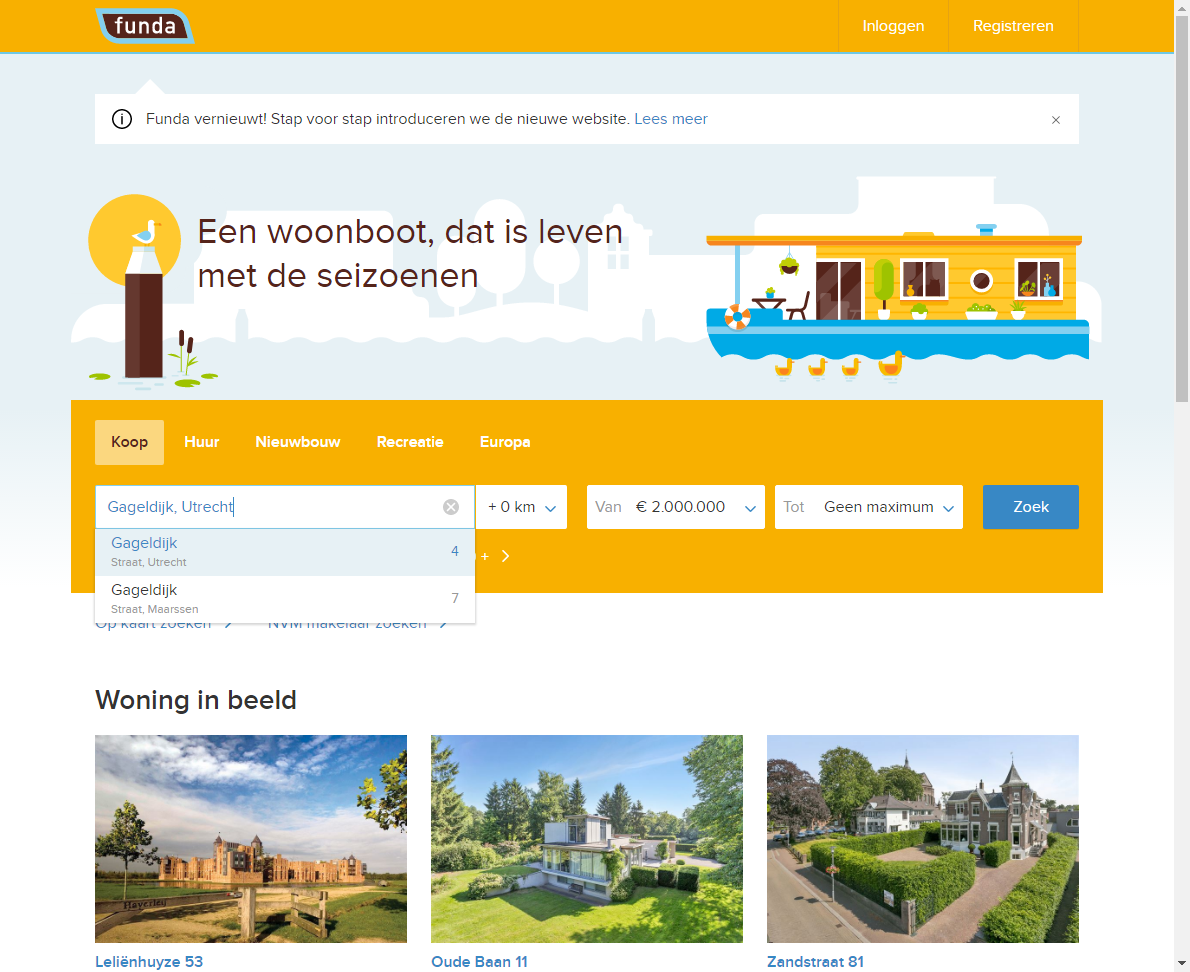 funda
Inloggen
Registreren
Funda vernieuwt! Stap voor stap introduceren we de nieuwe website. Lees meer
Een woonboot, dat is leven
met de seizoenen
Koop
Huur
Nieuwbouw
Recreatie
Europa
Gageldijk, Utrecht
+ 0 km
Van € 2.000.000
Tot Geen maximum
Zoek
Gageldijk 4
Straat, Utrecht
+
Gageldijk 7
Straat, Maarssen
Op kaart zoeken
NVM makelaar zoeken
Woning in beeld
Haverley
Leliënhuyze 53
Oude Baan 11
Zandstraat 81